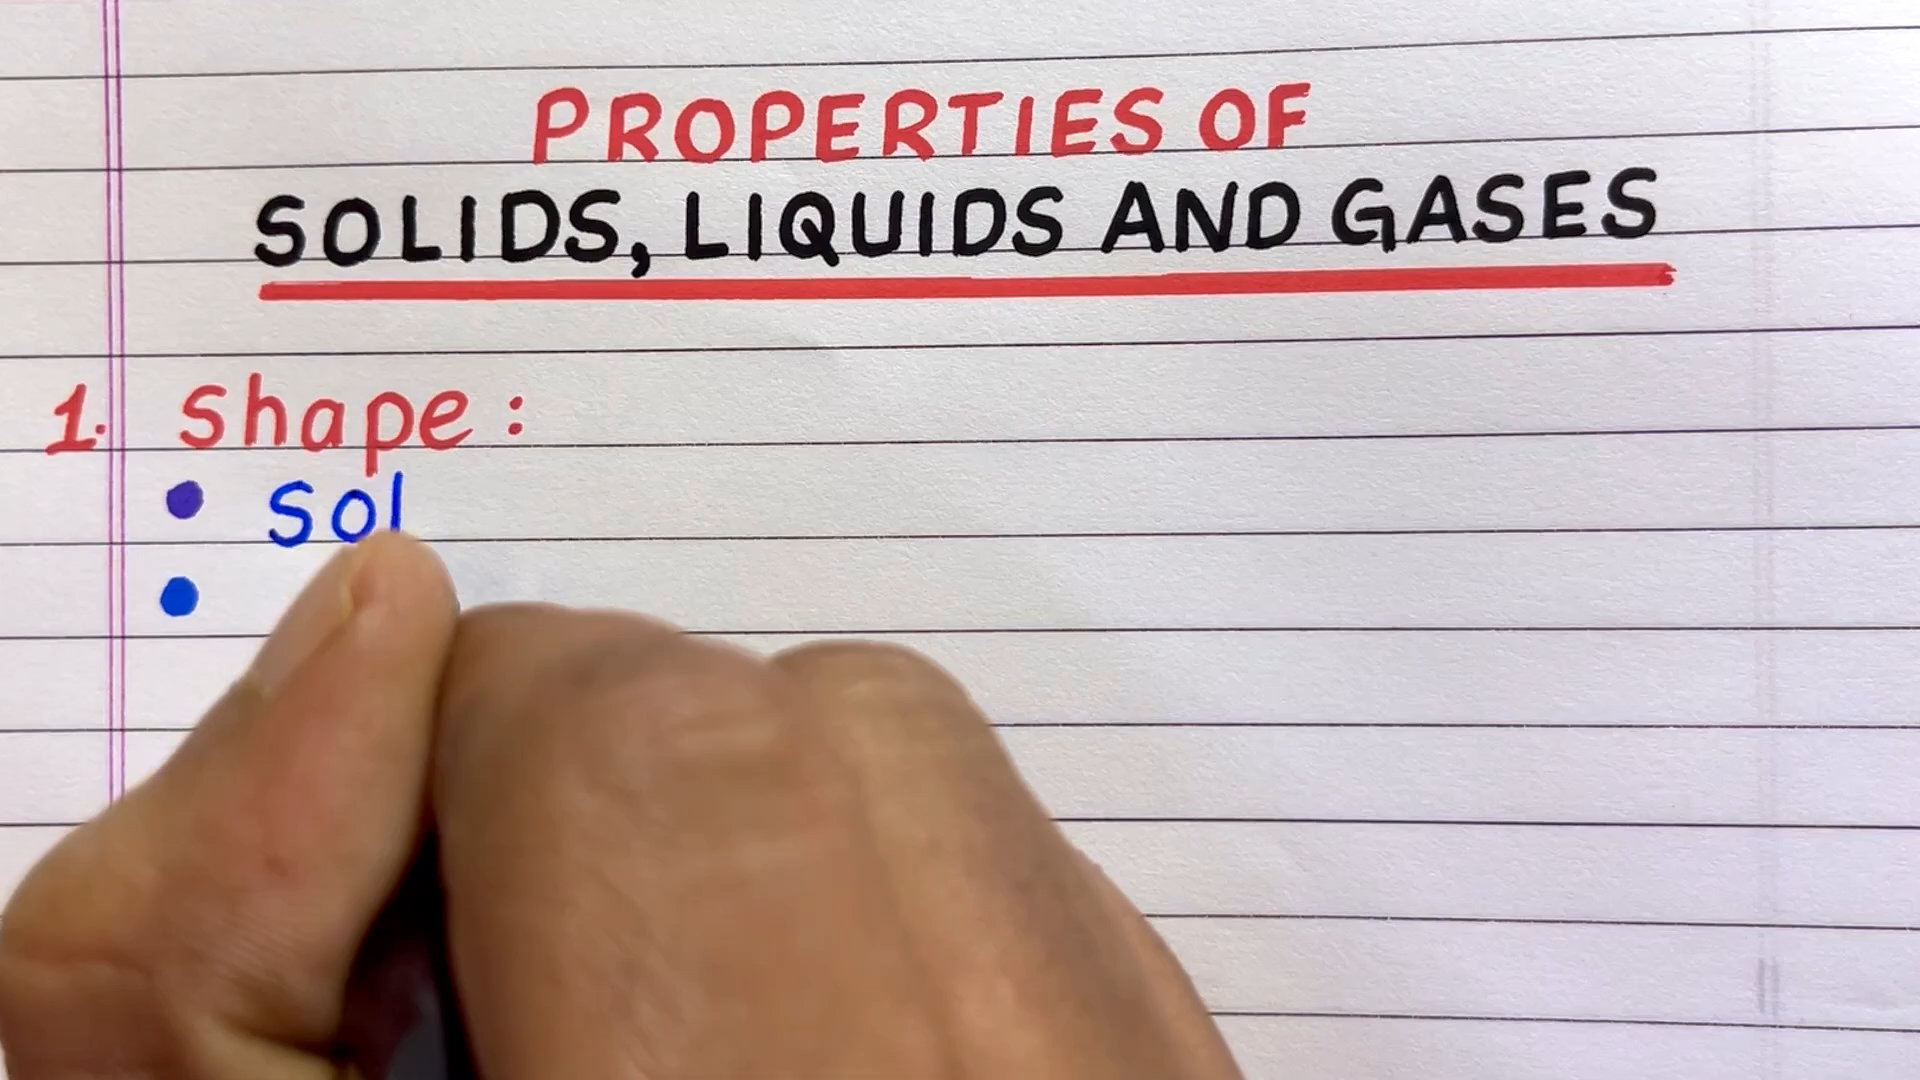 PROPERTIES OF
SOLIDS, LIQUIDS AND GASES
1. Shape:
• Sol
•